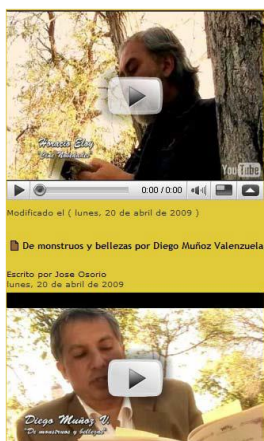 Horacio Eloy
YouTube
0:00 / 0:00
Modificado el ( lunes, 20 de abril de 2009 )
De monstruos y bellezas por Diego Muñoz Valenzuela
Escrito por Jose Osorio
lunes, 20 de abril de 2009
Diego Muñoz V.
"De monstruos y bellezas"